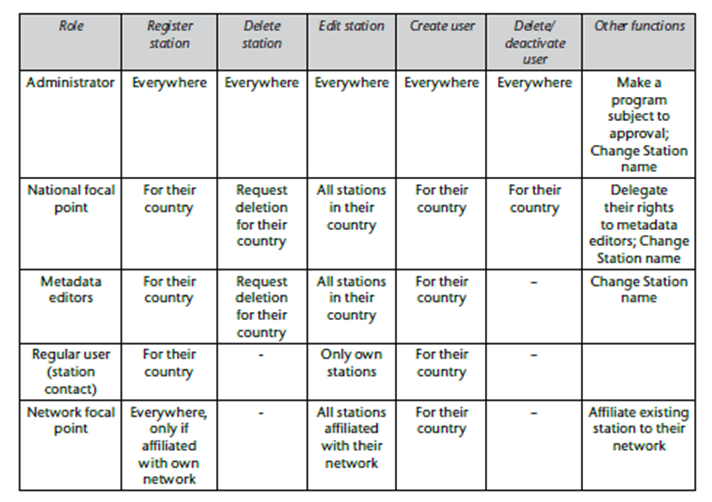 Role
Register
station
Delete
station
Edit station
Create user
Delete/
deactivate
user
Other functions
Administrator
Everywhere
Everywhere
Everywhere
Everywhere
Everywhere
Make a
program
subject to
approval;
Change Station
name
National focal
point
For their
country
Request
deletion
for their
country
All stations
in their
country
For their
country
For their
country
Delegate
their rights
to metadata
editors; Change
Station name
Metadata
editors
For their
country
Request
deletion
for their
country
All stations
in their
country
For their
country
–
Change Station
name
Regular user
(station
contact)
For their
country
-
Only own
stations
For their
country
–
Network focal
point
Everywhere,
only if
affiliated
with own
network
-
All stations
affiliated
with their
network
For their
country
–
Affiliate existing
station to their
network